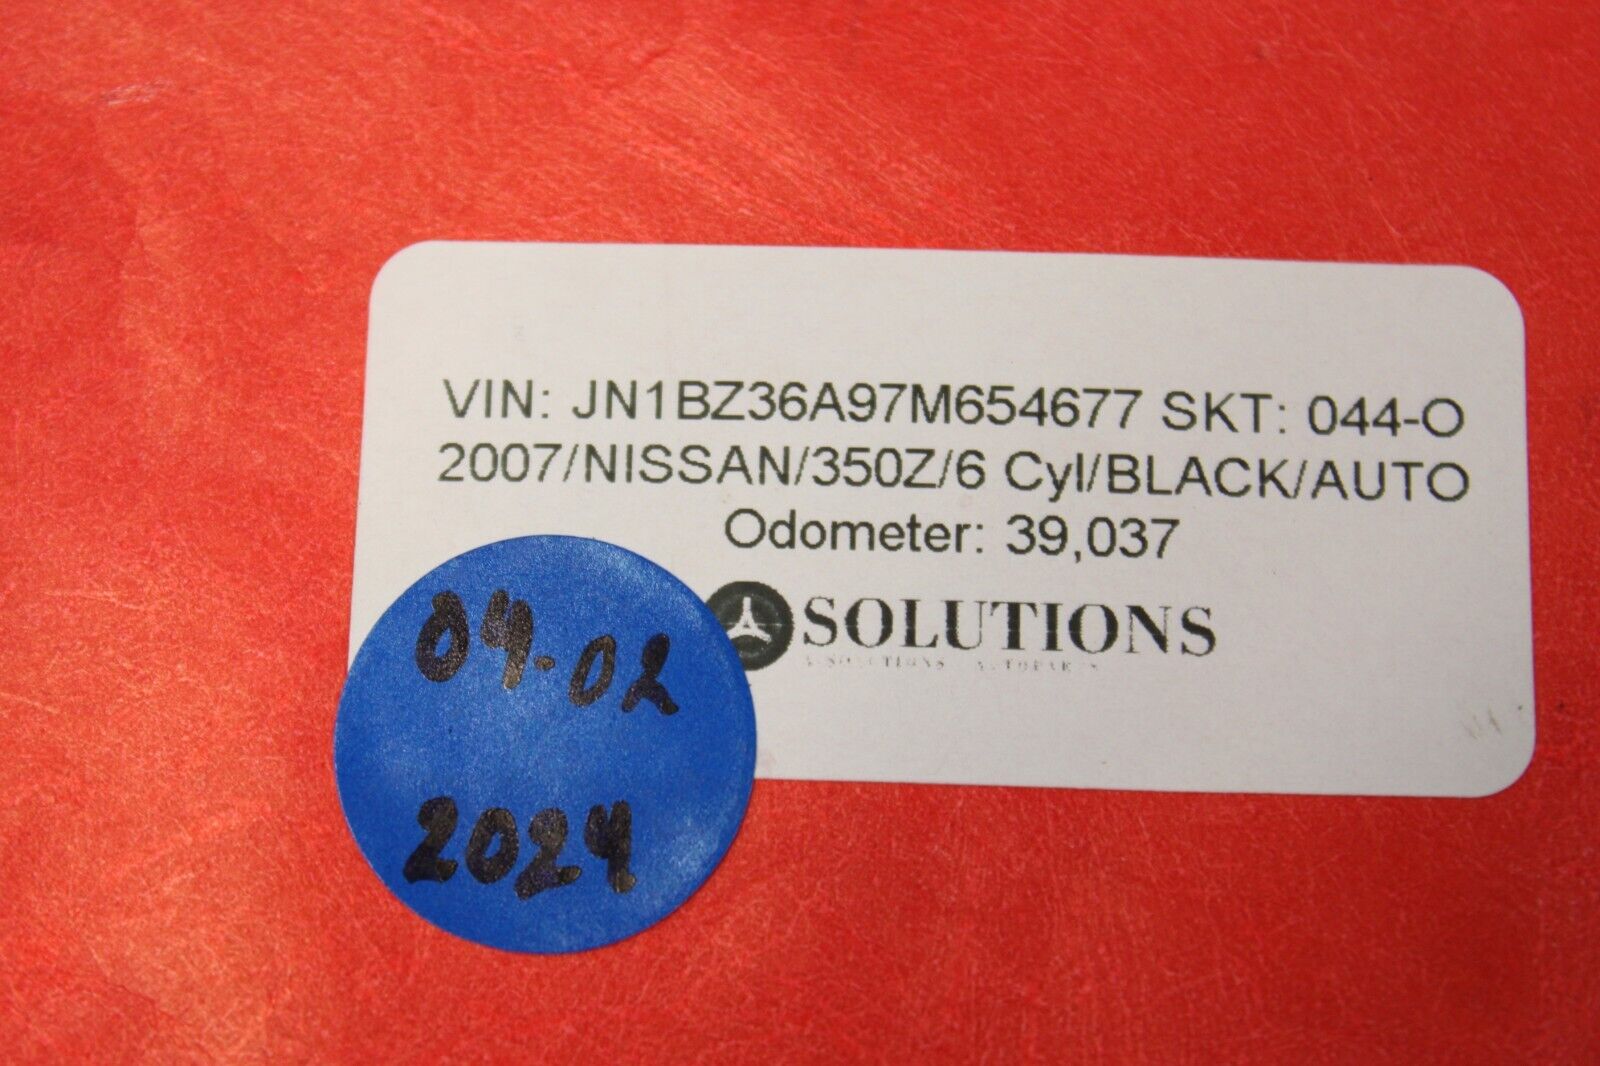 VIN: JN1BZ36A97M654677 SKT: 044-O
2007/NISSAN/350Z/6 Cyl/BLACK/AUTO
Odometer: 39,037
SOLUTIONS
04-02
2024